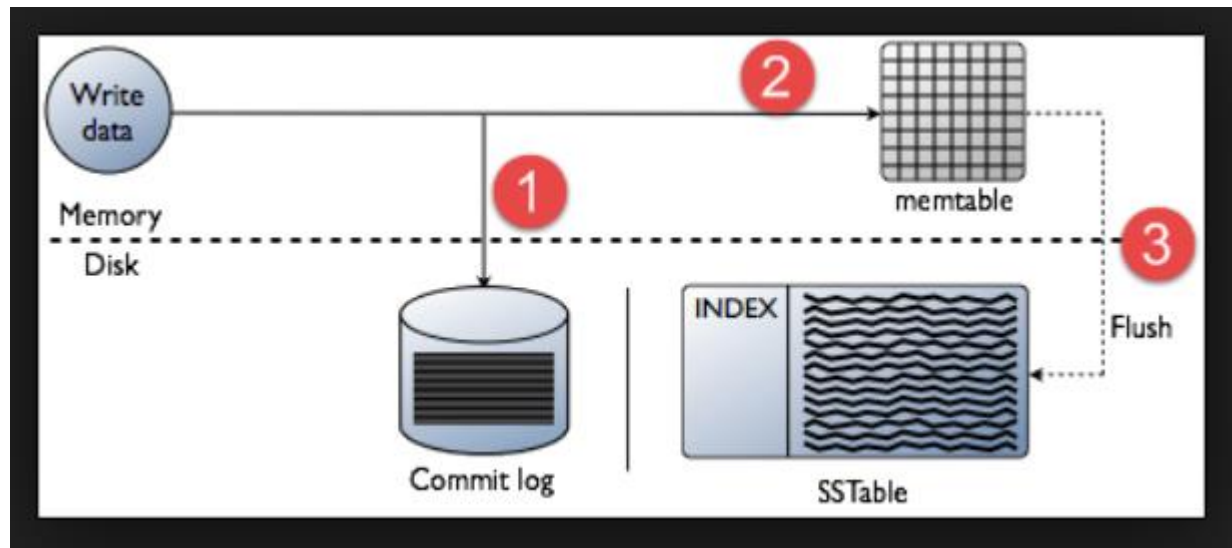 Write
data
2
memtable
1
Memory
3
Disk
INDEX
Flush
Commit log
SSTable